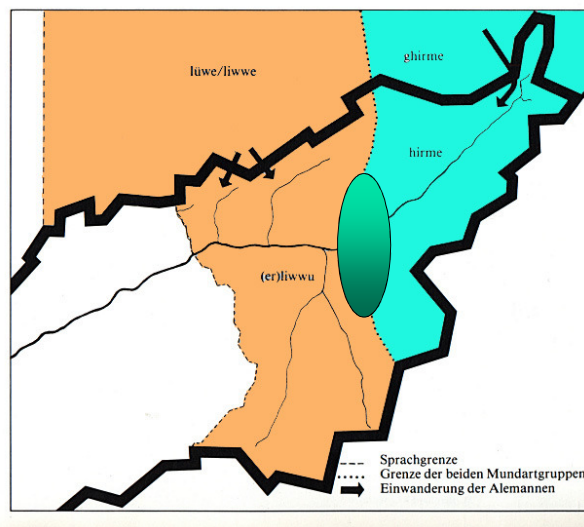 ghirme
lüwe/liwwe
hirme
(er)liwwu
Sprachgrenze
Grenze der beiden Mundartgruppen
Einwanderung der Alemannen